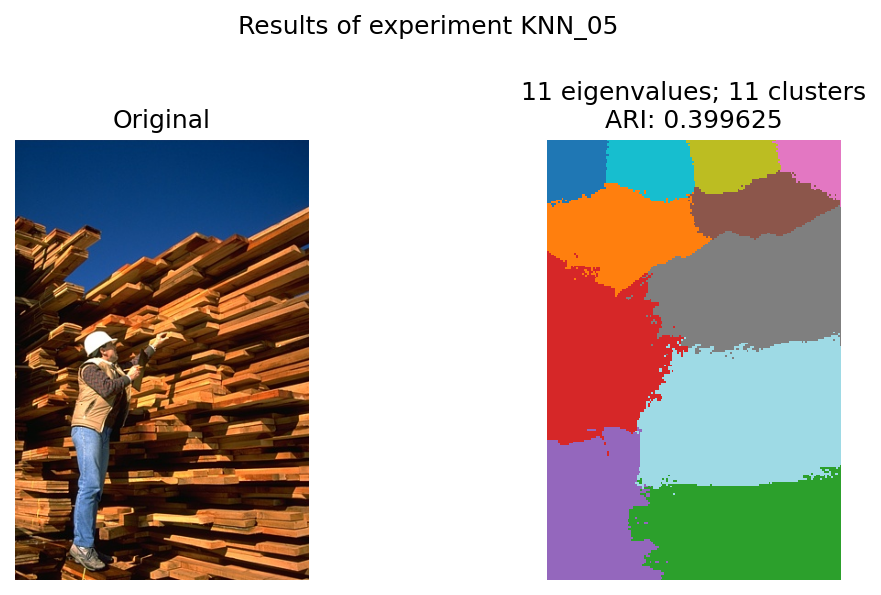 Results of experiment KNN_05
Original
11 eigenvalues; 11 clusters
ARI: 0.399625